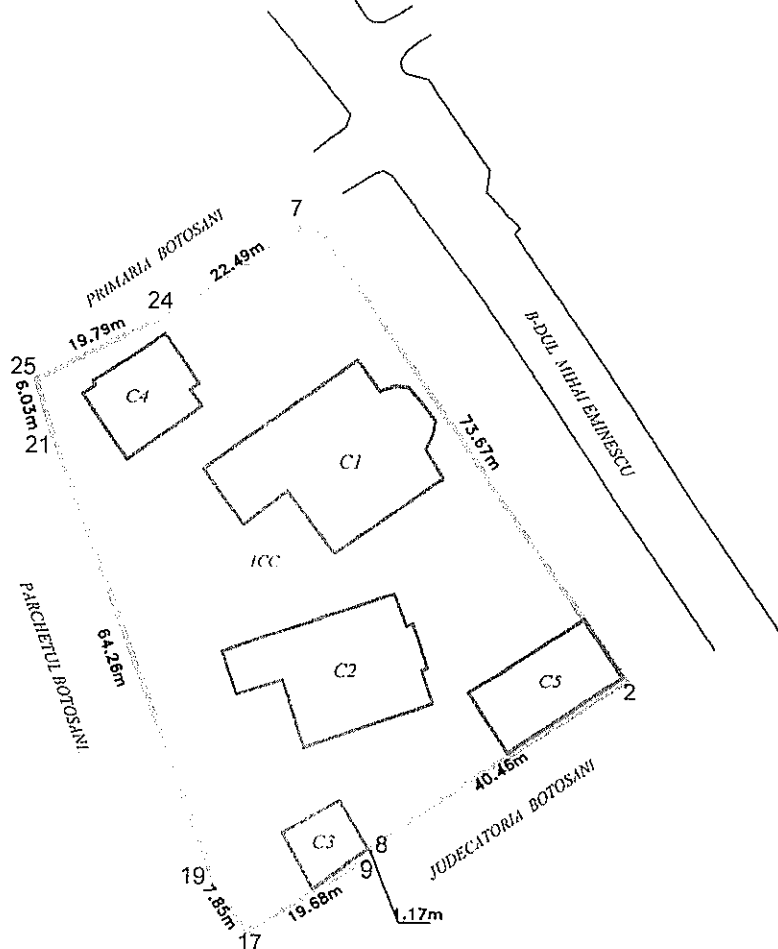 7
PRIMARIA BOTOSANI
22.49m
24
19.79m
25
6.03m
21
C4
B-DUL MIHAI EMINESCU
73.67m
C1
1CC
PARCHETUL BOTOSANI
64.26m
C2
C5
2
40.46m
JUDECATORIA BOTOSANI
C3
8
9
19
7.85m
19.68m
1.17m
17